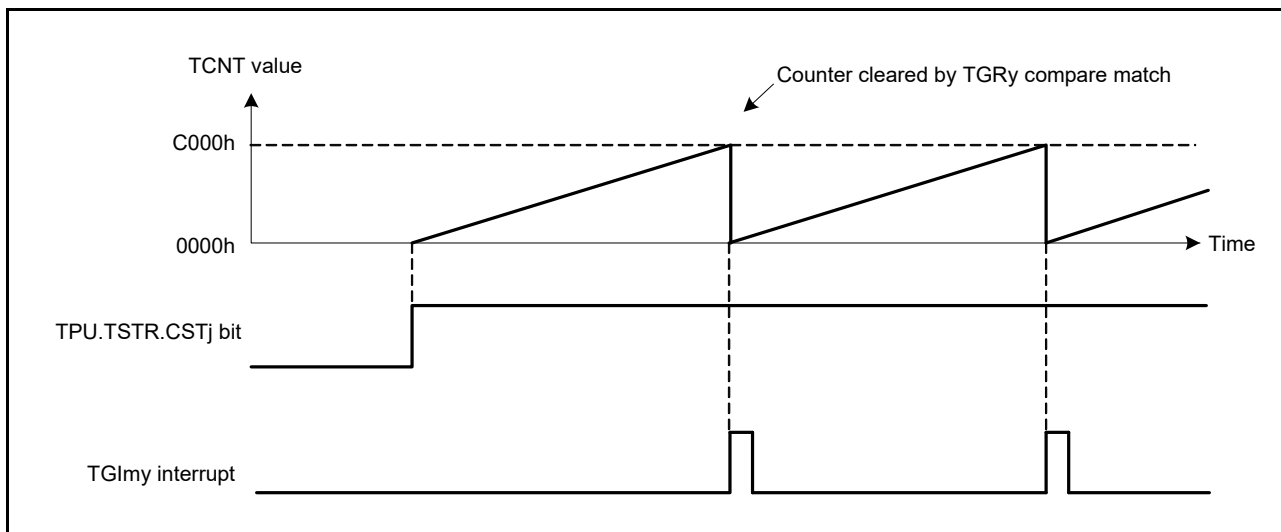 TCNT value
Counter cleared by TGRy compare match
C000h
0000h
Time
TPU.TSTR.CSTj bit
TGImy interrupt